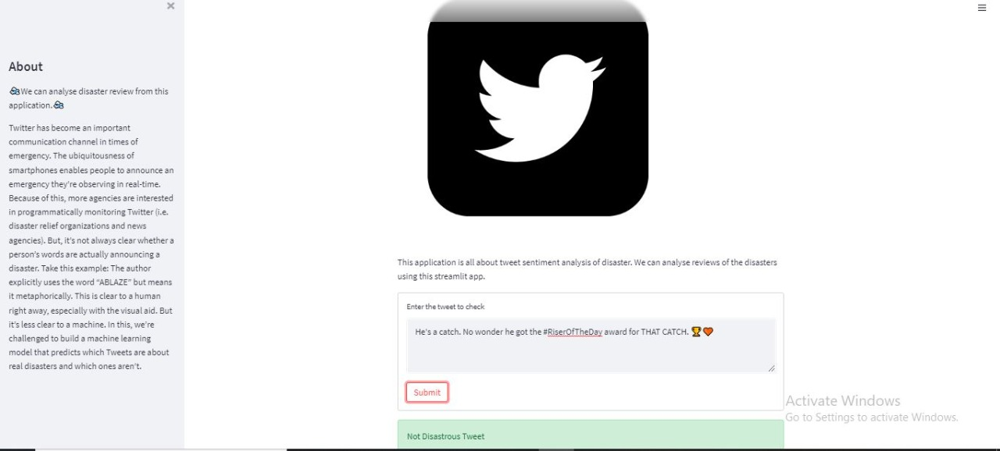 About
We can analyse disaster review from this
application.
Twitter has become an important
communication channel in times of
emergency. The ubiquitousness of
smartphones enables people to announce an
emergency they're observing in real-time.
Because of this, more agencies are interested
in programmatically monitoring Twitter (i.e.
disaster relief organizations and news
agencies). But, it's not always clear whether a
person's words are actually announcing a
disaster. Take this example: The author
explicitly uses the word “ABLAZE” but means
it metaphorically. This is clear to a human
right away, especially with the visual aid. But
it's less clear to a machine. In this, we're
challenged to build a machine learning
model that predicts which Tweets are about
real disasters and which ones aren't.
This application is all about tweet sentiment analysis of disaster. We can analyse reviews of the disasters
using this streamlit app.
Enter the tweet to check
He's a catch. No wonder he got the #RiserOfTheDay award for THAT CATCH. 🏆🧡
Submit
Not Disastrous Tweet
Activate Windows
Go to Settings to activate Windows.